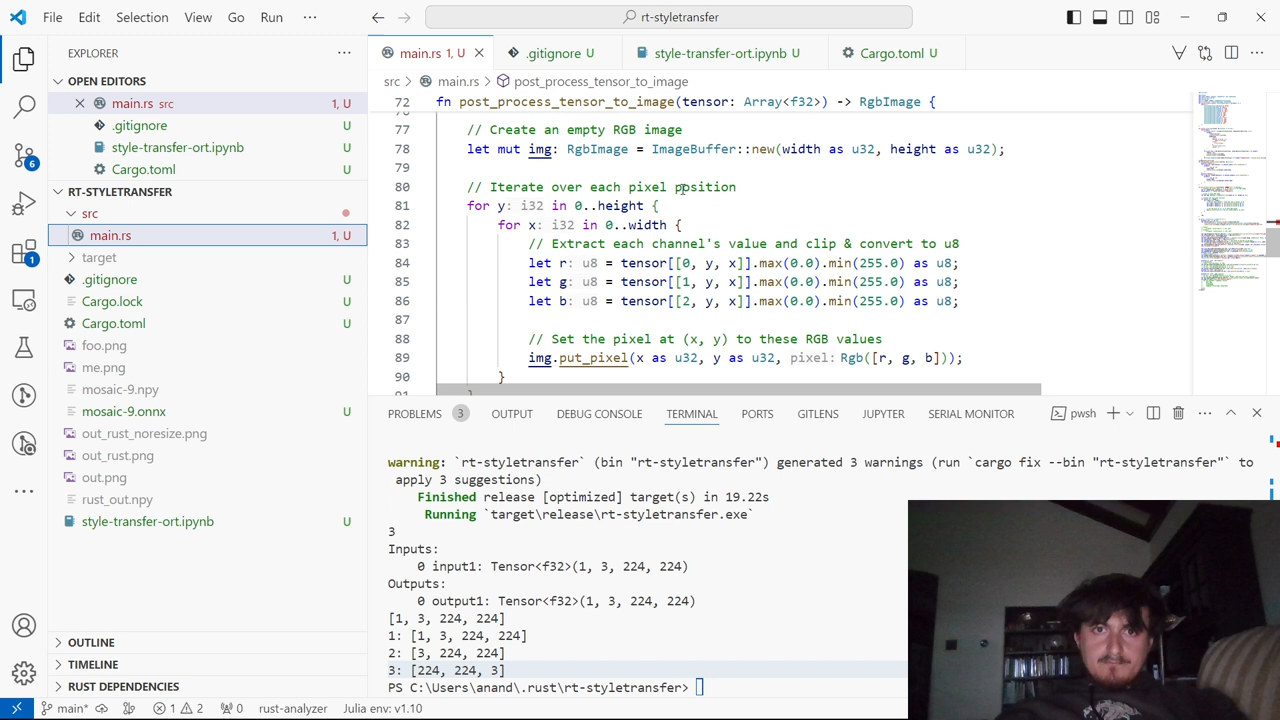 File Edit Selection View Go Run ··· rt-styletransfer
EXPLORER
OPEN EDITORS
main.rs src 1, U
.gitignore U
style-transfer-ort.ipynb U
Cargo.toml U
RT-STYLETRANSFER
src
main.rs 1, U
target
.gitignore U
Cargo.lock U
Cargo.toml U
foo.png
me.png
mosaic-9.npy
mosaic-9.onnx U
out_rust_noresize.png
out_rust.png
out.png
rust_out.npy
style-transfer-ort.ipynb U
OUTLINE
TIMELINE
RUST DEPENDENCIES
6
1
main.rs 1, U .gitignore U style-transfer-ort.ipynb U Cargo.toml U
src > main.rs > post_process_tensor_to_image
72 fn post_process_tensor_to_image(tensor: Array<f32>) -> RgbImage {
77 // Create an empty RGB image
78 let mut img: RgbImage = ImageBuffer::new(width as u32, height as u32);
80 // Iterate over each pixel position
81 for y in 0..height {
82 for x: i32 in 0..width {
83 // Extract each channel's value and clip & convert to u8
84 u8 = tensor[[0, y, x]].max(0.0).min(255.0) as u8;
85 let g: u8 = tensor[[1, y, x]].max(0.0).min(255.0) as u8;
86 let b: u8 = tensor[[2, y, x]].max(0.0).min(255.0) as u8;
87
88 // Set the pixel at (x, y) to these RGB values
89 img.put_pixel(x as u32, y as u32, pixel: Rgb([r, g, b]));
90 }
PROBLEMS 3 OUTPUT DEBUG CONSOLE TERMINAL PORTS GITLENS JUPYTER SERIAL MONITOR pwsh
warning: `rt-styletransfer` (bin "rt-styletransfer") generated 3 warnings (run `cargo fix --bin "rt-styletransfer"` to
apply 3 suggestions)
Finished release [optimized] target(s) in 19.22s
Running `target\release\rt-styletransfer.exe`
3
Inputs:
0 input1: Tensor<f32>(1, 3, 224, 224)
Outputs:
0 output1: Tensor<f32>(1, 3, 224, 224)
[1, 3, 224, 224]
1: [1, 3, 224, 224]
2: [3, 224, 224]
3: [224, 224, 3]
PS C:\Users\anand\.rust\rt-styletransfer>
main* 1 2 0 rust-analyzer Julia env: v1.10